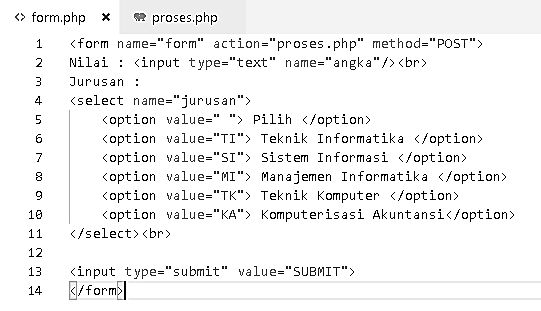 form.php × proses.php
1 <form name="form" action="proses.php" method="POST">
2 Nilai : <input type="text" name="angka"/><br>
3 Jurusan :
4 <select name="jurusan">
5 <option value=" "> Pilih </option>
6 <option value="TI"> Teknik Informatika </option>
7 <option value="SI"> Sistem Informasi </option>
8 <option value="MI"> Manajemen Informatika </option>
9 <option value="TK"> Teknik Komputer </option>
10 <option value="KA"> Komputerisasi Akuntansi</option>
11 </select><br>
12
13 <input type="submit" value="SUBMIT">
14 </form>